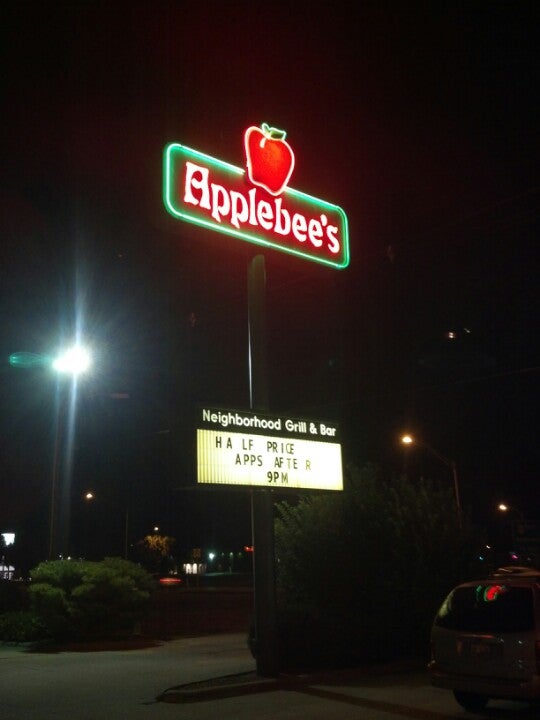 Applebee's
Neighborhood Grill & Bar
HALF PRICE
APPS AFTER
9PM